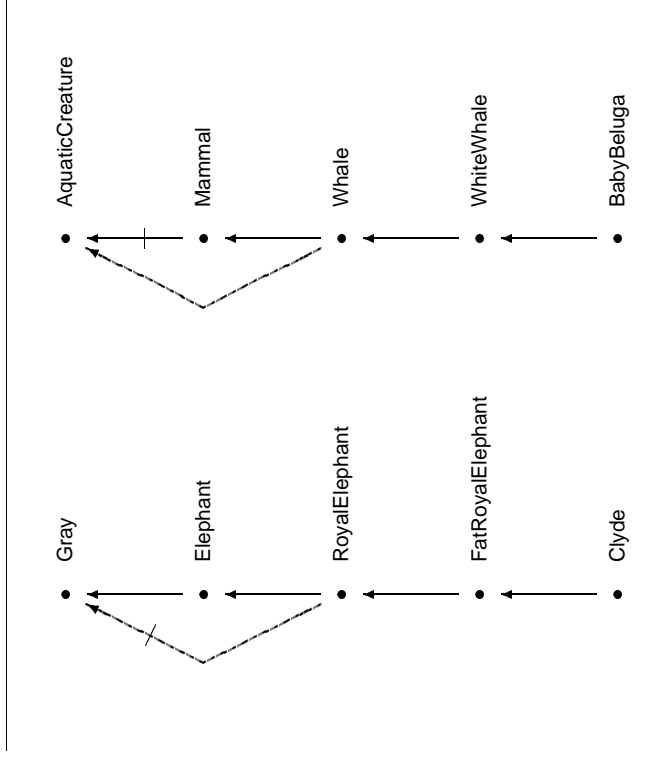 Gray
Elephant
RoyalElephant
FatRoyalElephant
Clyde
AquaticCreature
Mammal
Whale
WhiteWhale
BabyBeluga